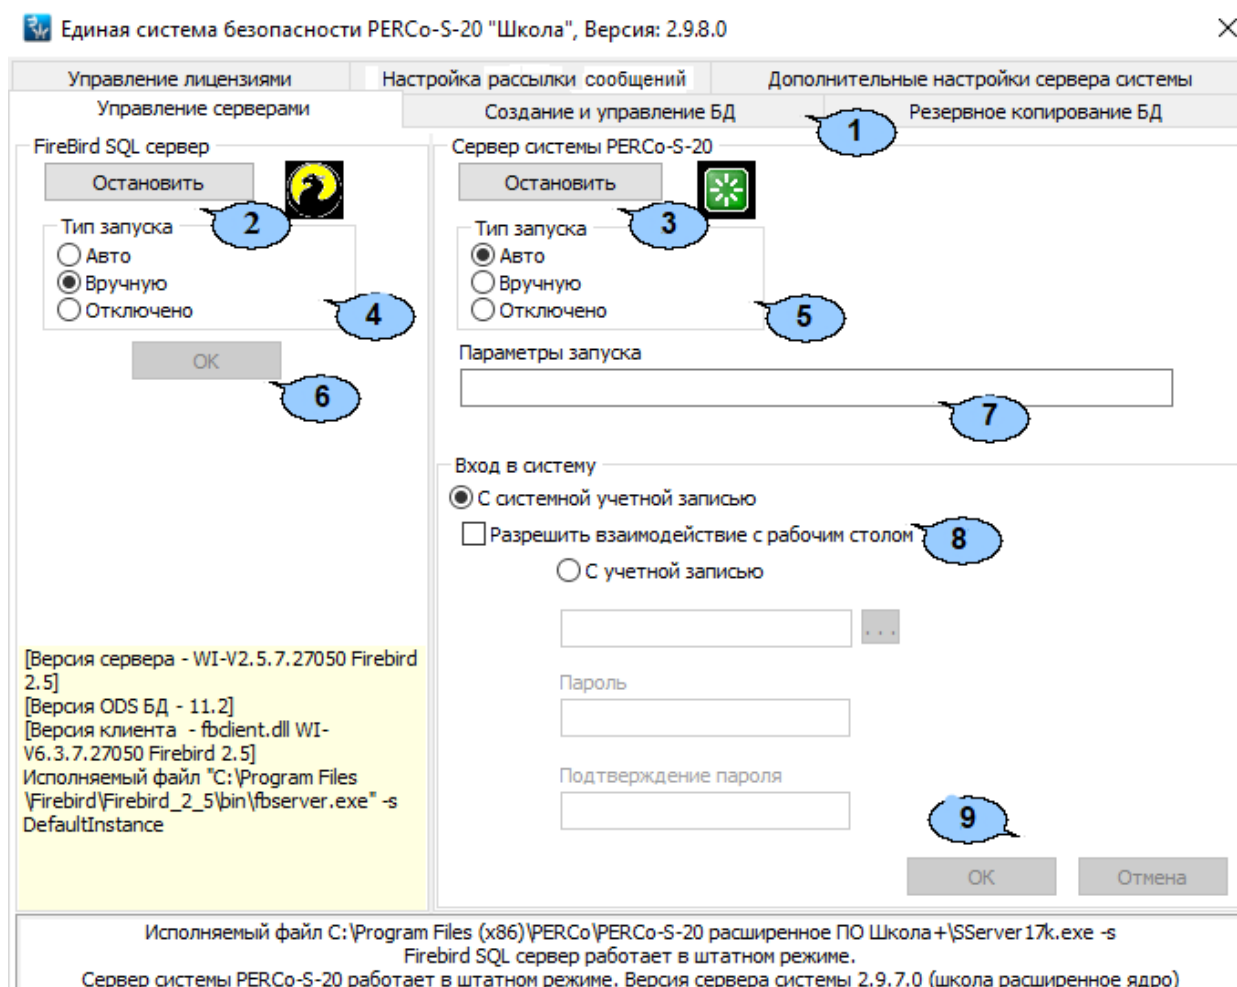 Единая система безопасности PERCo-S-20 "Школа", Версия: 2.9.8.0
Управление лицензиями
Настройка рассылки сообщений
Дополнительные настройки сервера системы
Управление серверами
Создание и управление БД
Резервное копирование БД
1
FireBird SQL сервер
Остановить
2
Тип запуска
Авто
Вручную
Отключено
4
OK
6
[Версия сервера - WI-V2.5.7.27050 Firebird
2.5]
[Версия ODS БД - 11.2]
[Версия клиента - fbclient.dll WI-
V6.3.7.27050 Firebird 2.5]
Исполняемый файл "C:\Program Files
\Firebird\Firebird_2_5\bin\fbserver.exe" -s
DefaultInstance
Сервер системы PERCo-S-20
Остановить
3
Тип запуска
Авто
Вручную
Отключено
5
Параметры запуска
7
Вход в систему
С системной учетной записью
Разрешить взаимодействие с рабочим столом
8
С учетной записью
...
Пароль
Подтверждение пароля
9
OK
Отмена
Исполняемый файл C:\Program Files (x86)\PERCo\PERCo-S-20 расширенное ПО Школа+\SServer17k.exe -s
Firebird SQL сервер работает в штатном режиме.
Сервер системы PERCo-S-20 работает в штатном режиме. Версия сервера системы 2.9.7.0 (школа расширенное ядро)